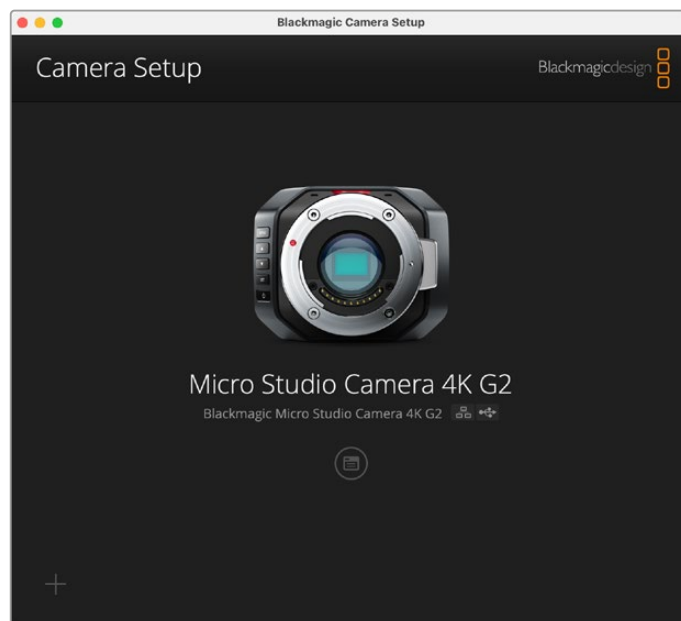 Blackmagic Camera Setup
Camera Setup
Blackmagicdesign
Micro Studio Camera 4K G2
Blackmagic Micro Studio Camera 4K G2